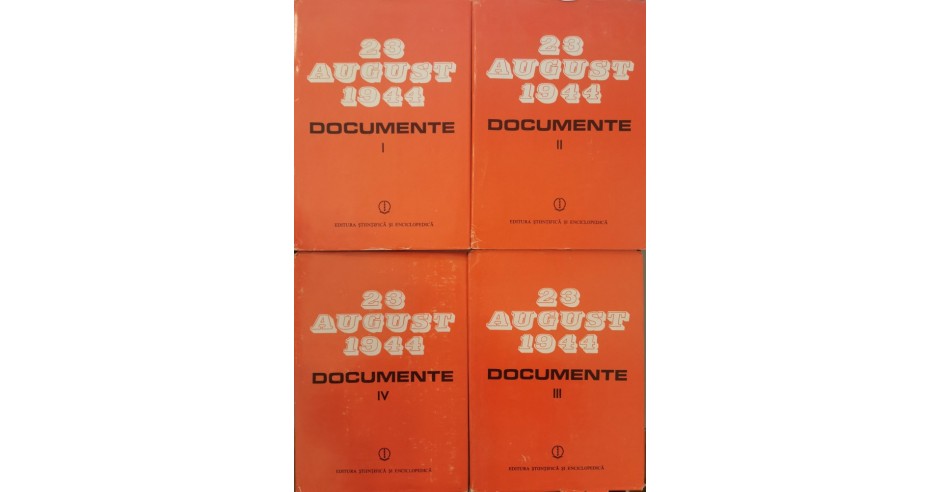 23
AUGUST
1944
DOCUMENTE
I
EDITURA ȘTIINȚIFICĂ ȘI ENCICLOPEDICĂ
23
AUGUST
1944
DOCUMENTE
II
EDITURA ȘTIINȚIFICĂ ȘI ENCICLOPEDICĂ
23
AUGUST
1944
DOCUMENTE
IV
EDITURA ȘTIINȚIFICĂ ȘI ENCICLOPEDICĂ
23
AUGUST
1944
DOCUMENTE
III
EDITURA ȘTIINȚIFICĂ ȘI ENCICLOPEDICĂ